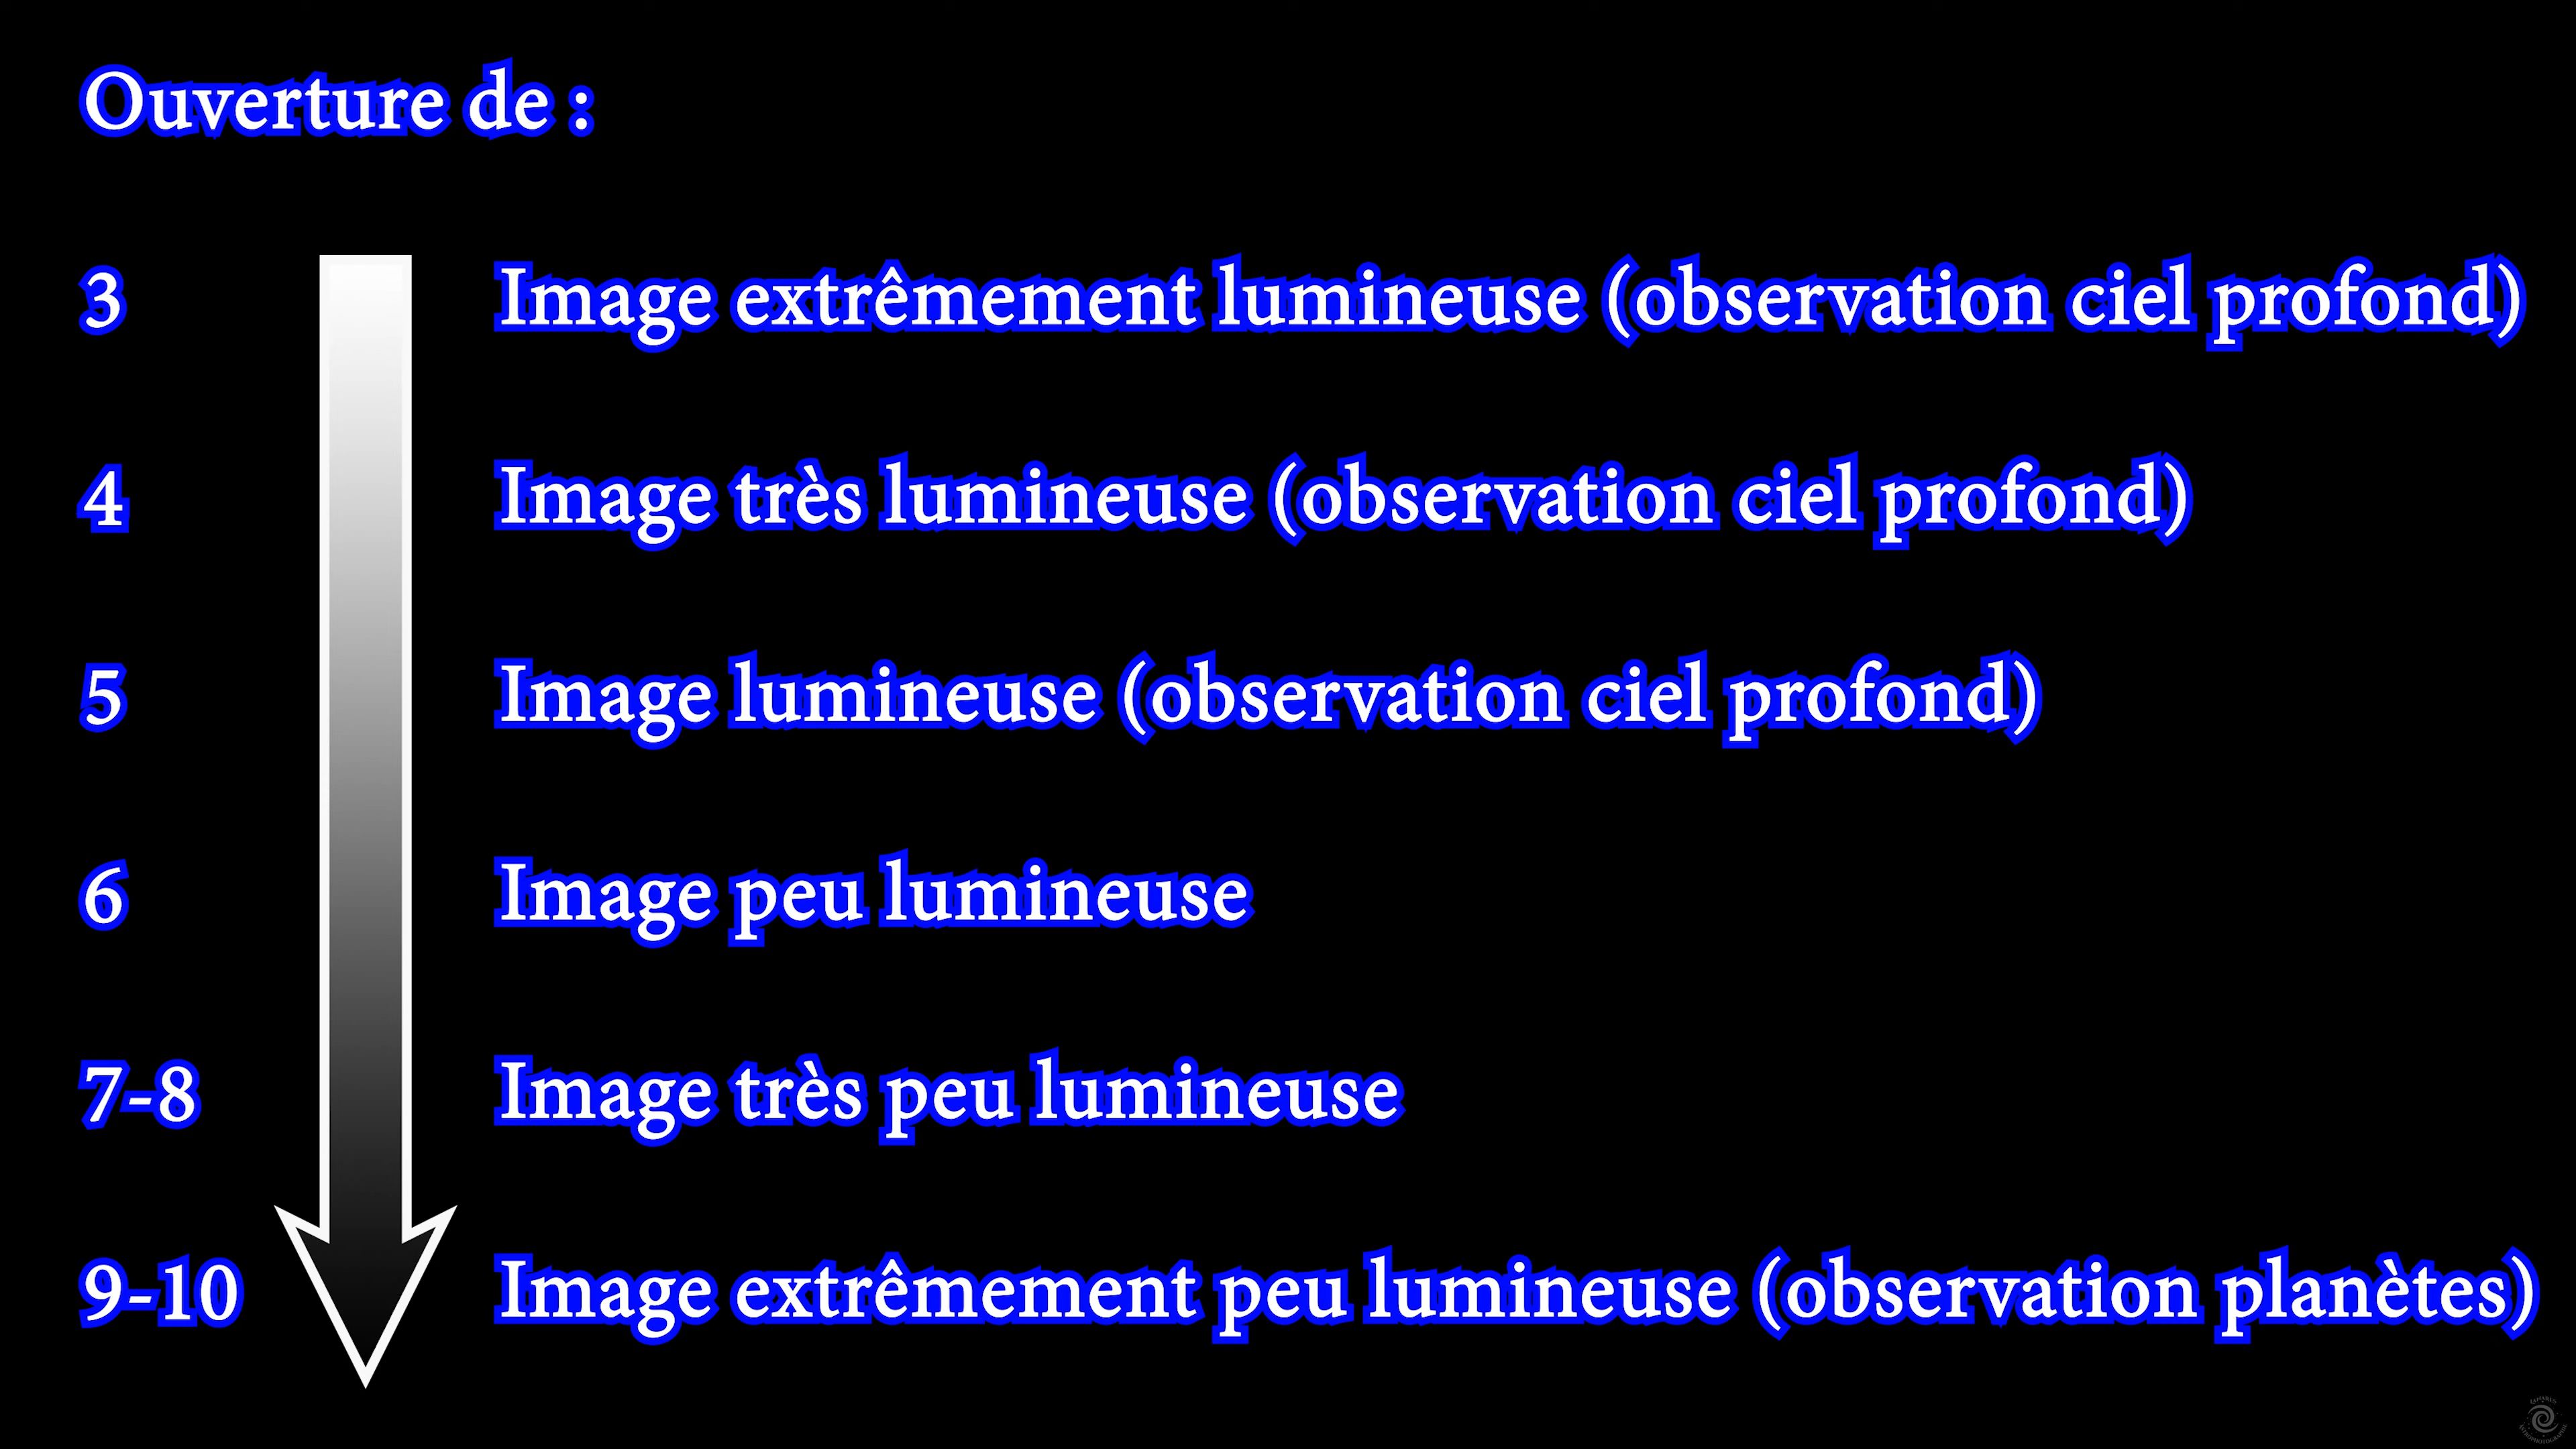 Ouverture de :
3 Image extrêmement lumineuse (observation ciel profond)
4 Image très lumineuse (observation ciel profond)
5 Image lumineuse (observation ciel profond)
6 Image peu lumineuse
7-8 Image très peu lumineuse
9-10 Image extrêmement peu lumineuse (observation planètes)